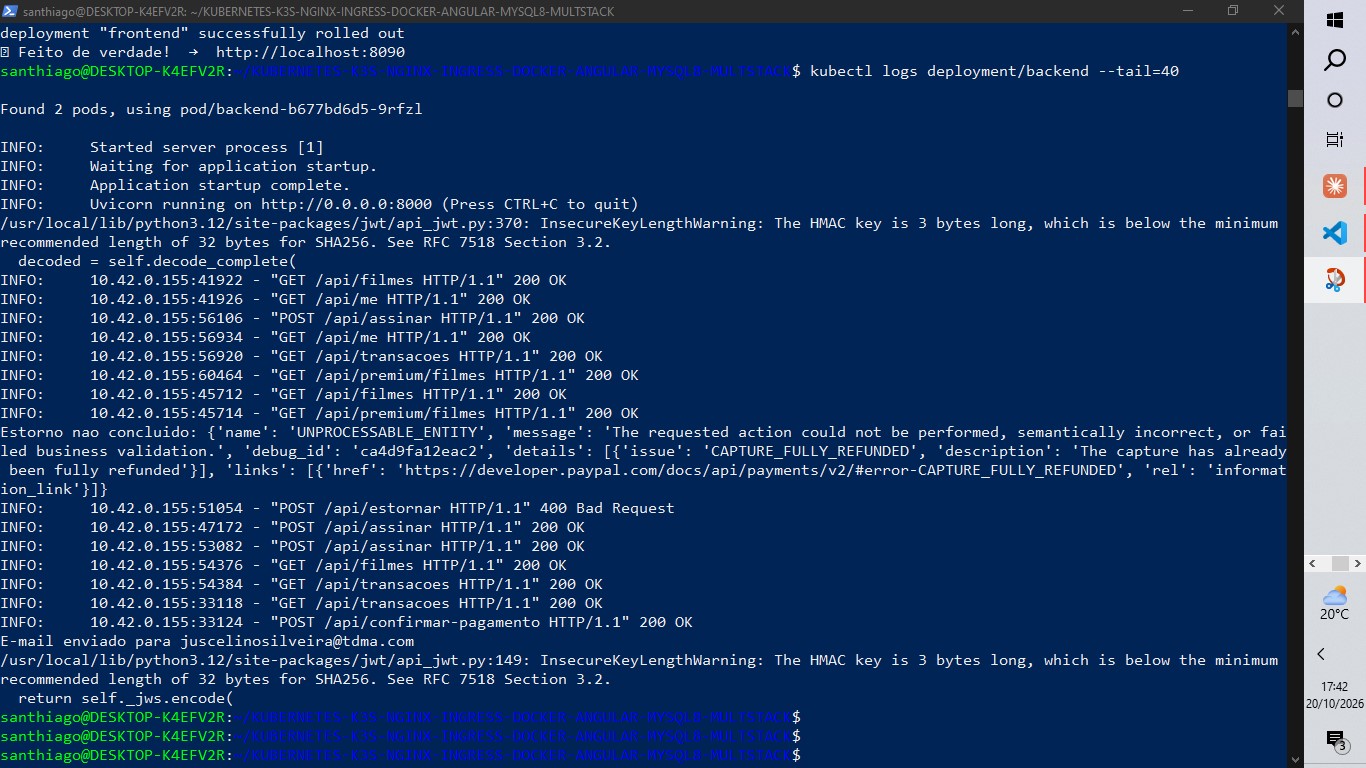 santhiago@DESKTOP-K4EFV2R: ~/KUBERNETES-K3S-NGINX-INGRESS-DOCKER-ANGULAR-MYSQL8-MULTSTACK
deployment "frontend" successfully rolled out
Feito de verdade! → http://localhost:8090
santhiago@DESKTOP-K4EFV2R:~/KUBERNETES-K3S-NGINX-INGRESS-DOCKER-ANGULAR-MYSQL8-MULTSTACK$ kubectl logs deployment/backend --tail=40
Found 2 pods, using pod/backend-b677bd6d5-9rfzl
INFO:     Started server process [1]
INFO:     Waiting for application startup.
INFO:     Application startup complete.
INFO:     Uvicorn running on http://0.0.0.0:8000 (Press CTRL+C to quit)
/usr/local/lib/python3.12/site-packages/jwt/api_jwt.py:370: InsecureKeyLengthWarning: The HMAC key is 3 bytes long, which is below the minimum
recommended length of 32 bytes for SHA256. See RFC 7518 Section 3.2.
  decoded = self.decode_complete(
INFO:     10.42.0.155:41922 - "GET /api/filmes HTTP/1.1" 200 OK
INFO:     10.42.0.155:41926 - "GET /api/me HTTP/1.1" 200 OK
INFO:     10.42.0.155:56106 - "POST /api/assinar HTTP/1.1" 200 OK
INFO:     10.42.0.155:56934 - "GET /api/me HTTP/1.1" 200 OK
INFO:     10.42.0.155:56920 - "GET /api/transacoes HTTP/1.1" 200 OK
INFO:     10.42.0.155:60464 - "GET /api/premium/filmes HTTP/1.1" 200 OK
INFO:     10.42.0.155:45712 - "GET /api/filmes HTTP/1.1" 200 OK
INFO:     10.42.0.155:45714 - "GET /api/premium/filmes HTTP/1.1" 200 OK
Estorno nao concluido: {'name': 'UNPROCESSABLE_ENTITY', 'message': 'The requested action could not be performed, semantically incorrect, or fai
led business validation.', 'debug_id': 'ca4d9fa12eac2', 'details': [{'issue': 'CAPTURE_FULLY_REFUNDED', 'description': 'The capture has already
 been fully refunded'}], 'links': [{'href': 'https://developer.paypal.com/docs/api/payments/v2/#error-CAPTURE_FULLY_REFUNDED', 'rel': 'informat
ion_link'}]}
INFO:     10.42.0.155:51054 - "POST /api/estornar HTTP/1.1" 400 Bad Request
INFO:     10.42.0.155:47172 - "POST /api/assinar HTTP/1.1" 200 OK
INFO:     10.42.0.155:53082 - "POST /api/assinar HTTP/1.1" 200 OK
INFO:     10.42.0.155:54376 - "GET /api/filmes HTTP/1.1" 200 OK
INFO:     10.42.0.155:54384 - "GET /api/transacoes HTTP/1.1" 200 OK
INFO:     10.42.0.155:33118 - "GET /api/transacoes HTTP/1.1" 200 OK
INFO:     10.42.0.155:33124 - "POST /api/confirmar-pagamento HTTP/1.1" 200 OK
E-mail enviado para juscelinosilveira@tdma.com
/usr/local/lib/python3.12/site-packages/jwt/api_jwt.py:149: InsecureKeyLengthWarning: The HMAC key is 3 bytes long, which is below the minimum
recommended length of 32 bytes for SHA256. See RFC 7518 Section 3.2.
  return self._jws.encode(
santhiago@DESKTOP-K4EFV2R:~/KUBERNETES-K3S-NGINX-INGRESS-DOCKER-ANGULAR-MYSQL8-MULTSTACK$
santhiago@DESKTOP-K4EFV2R:~/KUBERNETES-K3S-NGINX-INGRESS-DOCKER-ANGULAR-MYSQL8-MULTSTACK$
santhiago@DESKTOP-K4EFV2R:~/KUBERNETES-K3S-NGINX-INGRESS-DOCKER-ANGULAR-MYSQL8-MULTSTACK$
20°C
17:42
20/10/2026
3